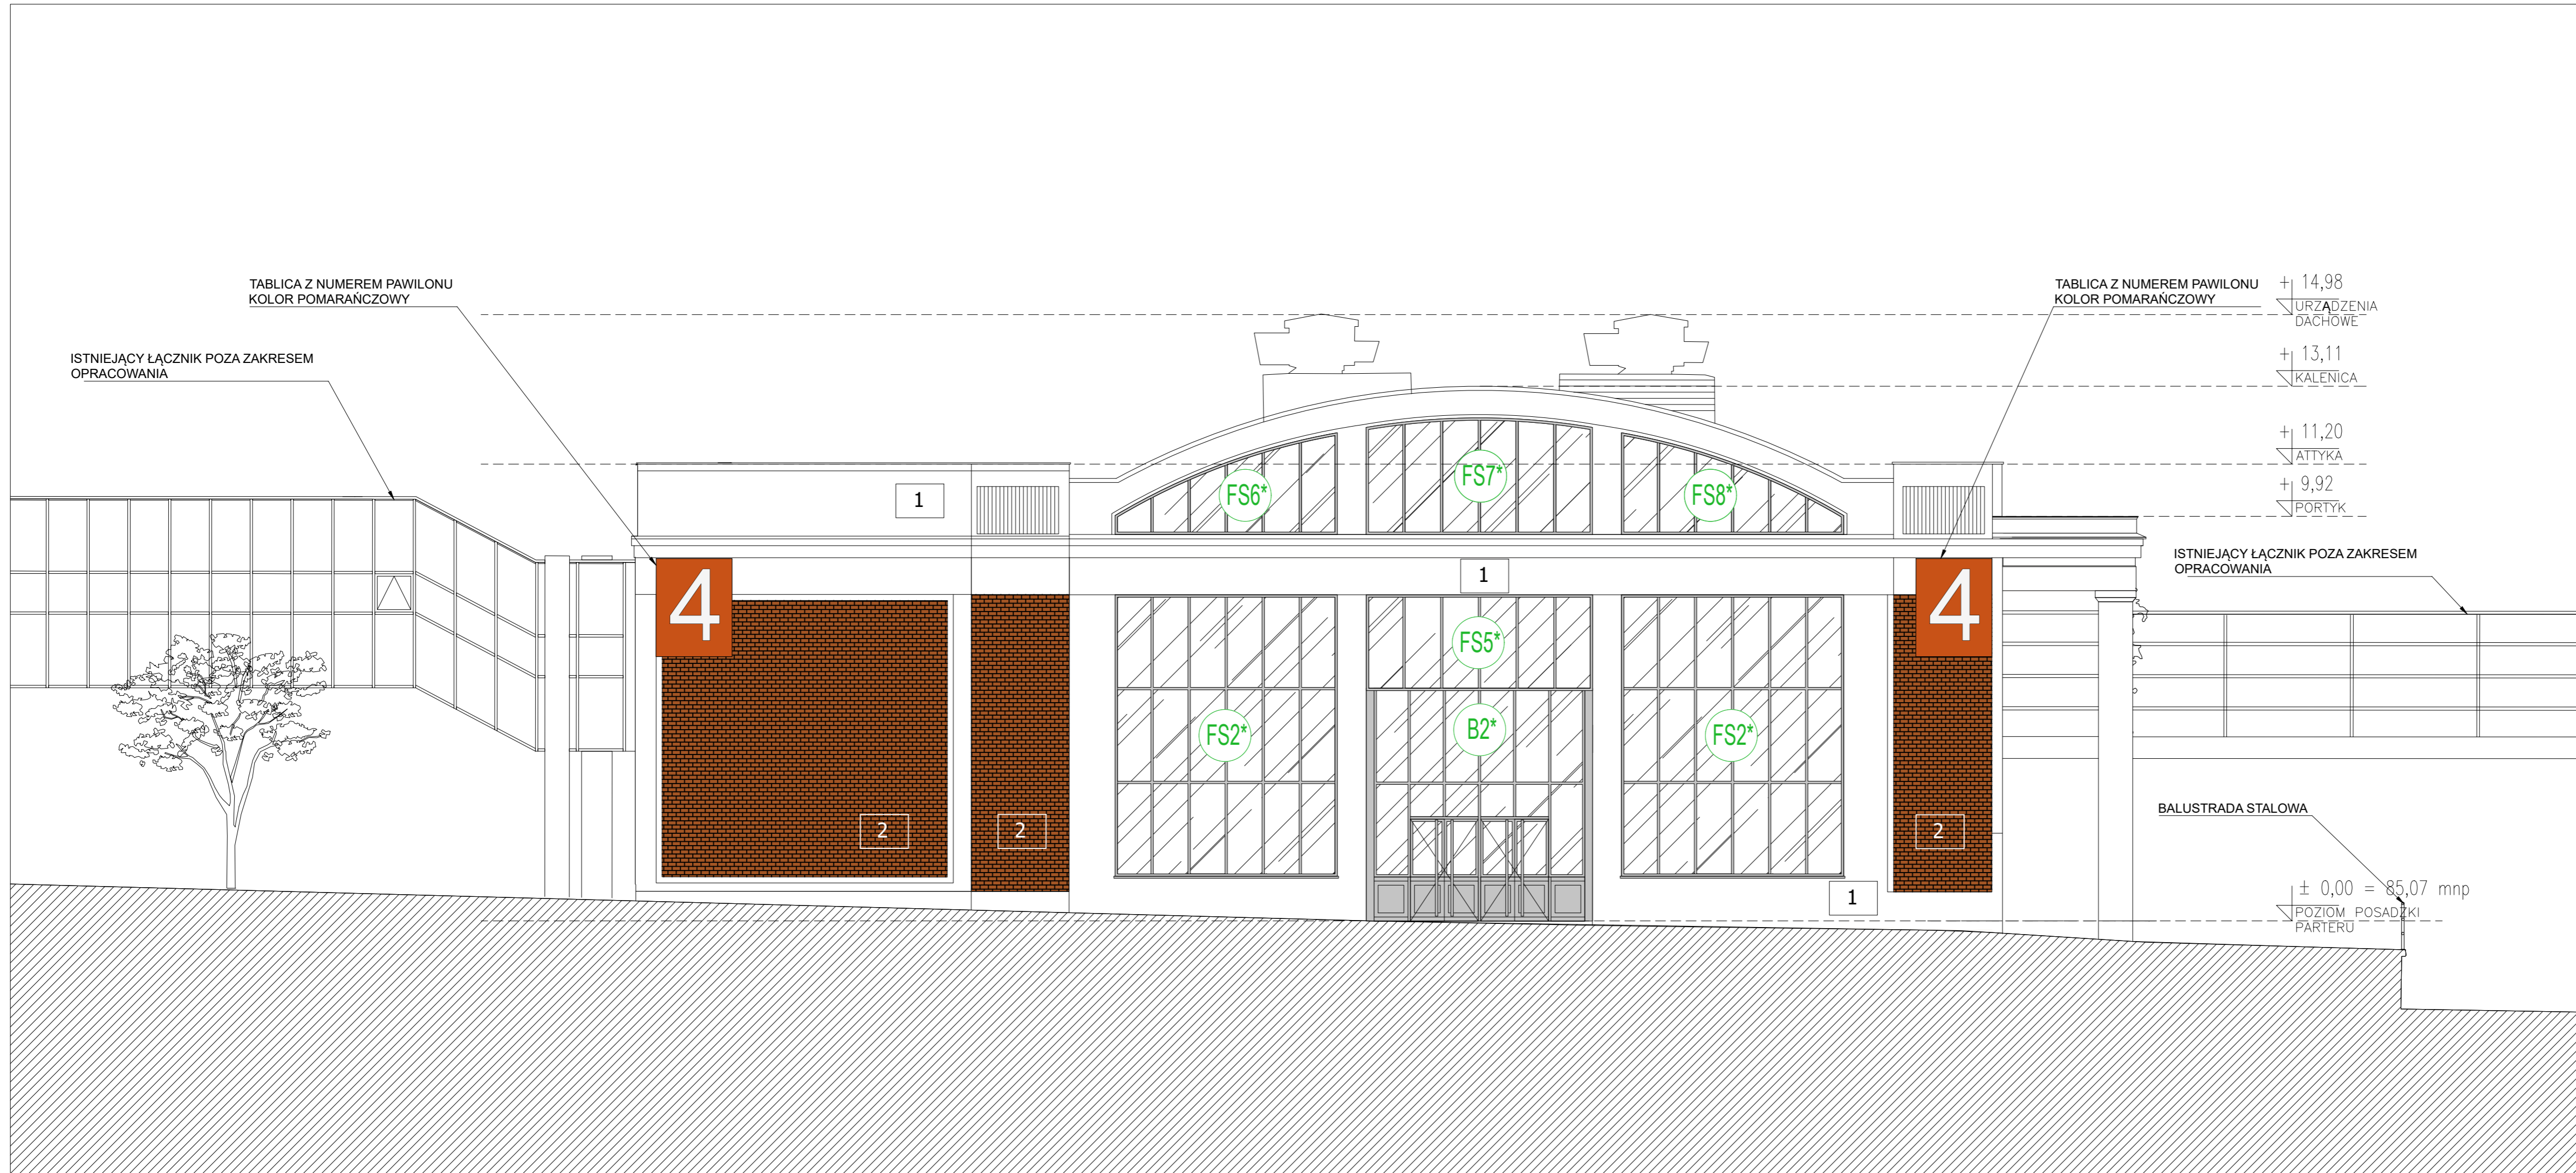 TABLICA Z NUMEREM PAWILONU
KOLOR POMARAŃCZOWY
TABLICA Z NUMEREM PAWILONU
KOLOR POMARAŃCZOWY
+ 14,98
URZĄDZENIA
DACHOWE
ISTNIEJĄCY ŁĄCZNIK POZA ZAKRESEM
OPRACOWANIA
+ 13,11
KALENICA
+ 11,20
ATTYKA
+ 9,92
PORTYK
1
FS6*
FS7*
FS8*
ISTNIEJĄCY ŁĄCZNIK POZA ZAKRESEM
OPRACOWANIA
4
1
4
FS5*
FS2*
B2*
FS2*
2
2
2
BALUSTRADA STALOWA
1
± 0,00 = 85,07 mnp
POZIOM POSADZKI
PARTERU